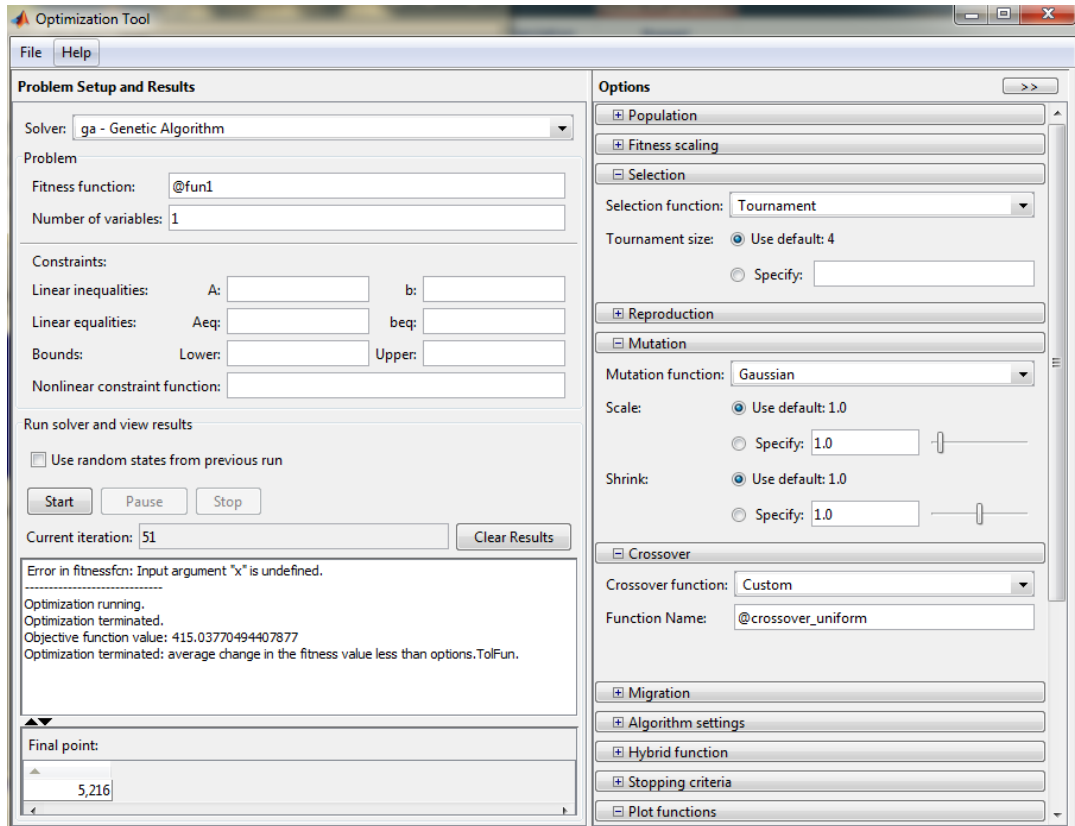 Optimization Tool
File Help
Problem Setup and Results
Solver: ga - Genetic Algorithm
Problem
Fitness function: @fun1
Number of variables: 1
Constraints:
Linear inequalities: A: b:
Linear equalities: Aeq: beq:
Bounds: Lower: Upper:
Nonlinear constraint function:
Run solver and view results
Use random states from previous run
Start Pause Stop
Current iteration: 51 Clear Results
Error in fitnessfcn: Input argument "x" is undefined.
------------------------------
Optimization running.
Optimization terminated.
Objective function value: 415.03770494407877
Optimization terminated: average change in the fitness value less than options.TolFun.
Final point:
5,216
Options >>
Population
Fitness scaling
Selection
Selection function: Tournament
Tournament size: Use default: 4
Specify:
Reproduction
Mutation
Mutation function: Gaussian
Scale: Use default: 1.0
Specify: 1.0
Shrink: Use default: 1.0
Specify: 1.0
Crossover
Crossover function: Custom
Function Name: @crossover_uniform
Migration
Algorithm settings
Hybrid function
Stopping criteria
Plot functions